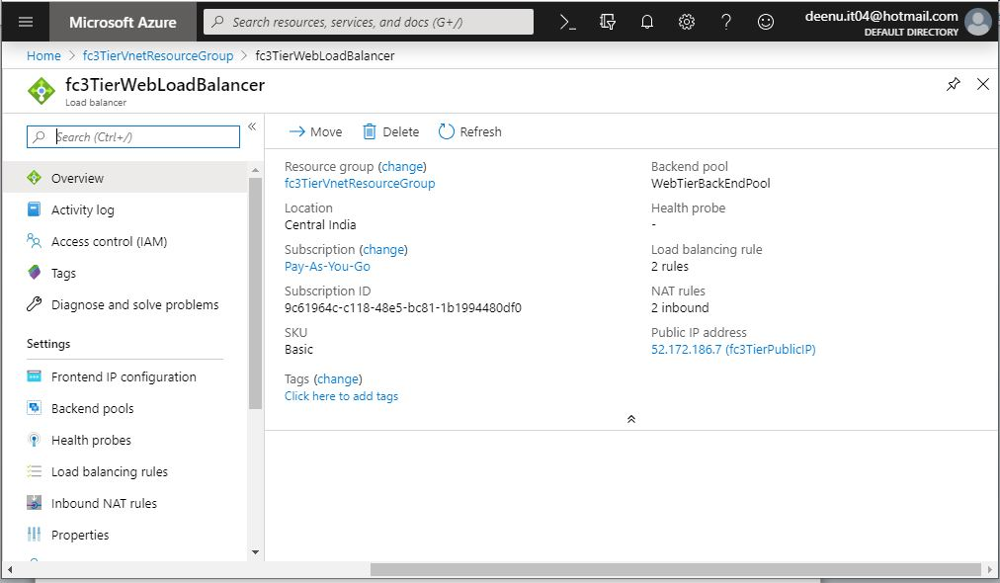 Microsoft Azure
Search resources, services, and docs (G+/)
deenu.it04@hotmail.com
DEFAULT DIRECTORY
Home > fc3TierVnetResourceGroup > fc3TierWebLoadBalancer
fc3TierWebLoadBalancer
Load balancer
Search (Ctrl+/)
Overview
Activity log
Access control (IAM)
Tags
Diagnose and solve problems
Settings
Frontend IP configuration
Backend pools
Health probes
Load balancing rules
Inbound NAT rules
Properties
Move Delete Refresh
Resource group (change)
fc3TierVnetResourceGroup
Location
Central India
Subscription (change)
Pay-As-You-Go
Subscription ID
9c61964c-c118-48e5-bc81-1b1994480df0
SKU
Basic
Tags (change)
Click here to add tags
Backend pool
WebTierBackEndPool
Health probe
-
Load balancing rule
2 rules
NAT rules
2 inbound
Public IP address
52.172.186.7 (fc3TierPublicIP)